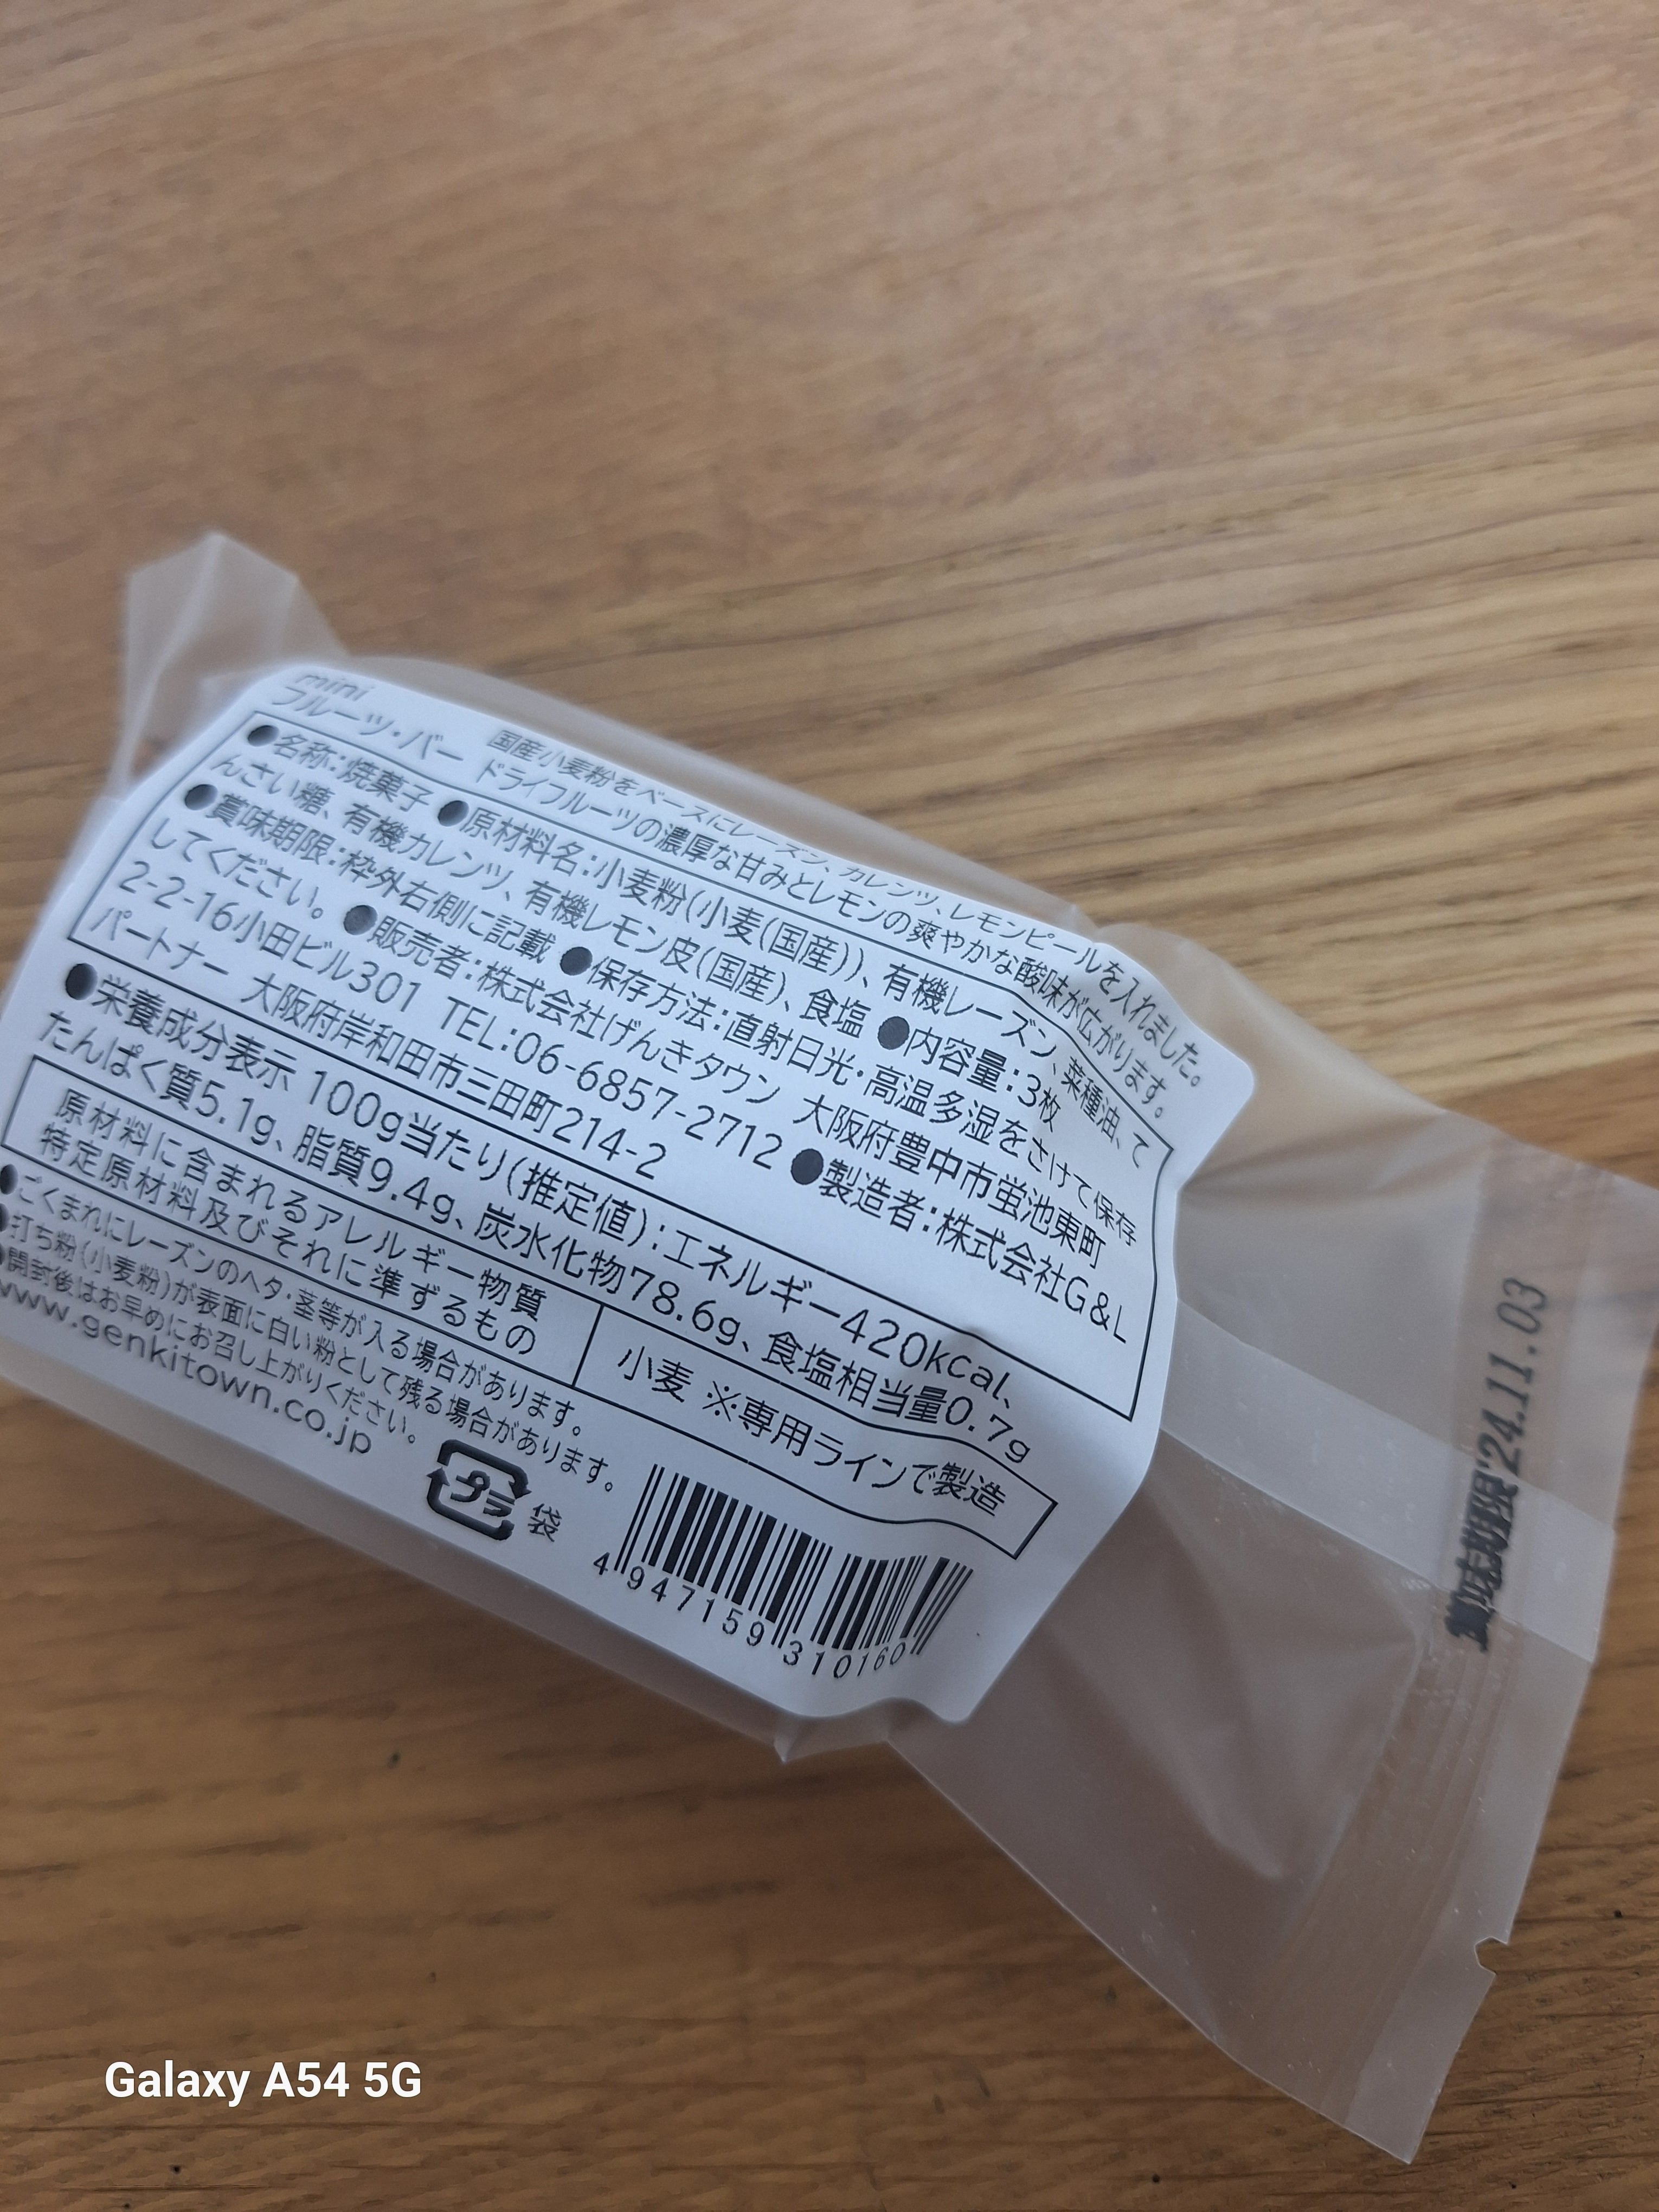 mini
フルーツ・バー
国産小麦粉をベースにレーズン、カレンツ、レモンピールを入れました。
ドライフルーツの濃厚な甘みとレモンの爽やかな酸味が広がります。
●名称:焼菓子 ●原材料名:小麦粉(小麦(国産))、有機レーズン、菜種油、て
んさい糖、有機カレンツ、有機レモン皮(国産)、食塩 ●内容量:3枚
●賞味期限:枠外右側に記載 ●保存方法:直射日光・高温多湿をさけて保存
してください。 ●販売者:株式会社げんきタウン 大阪府豊中市蛍池東町
2-2-16小田ビル301 TEL:06-6857-2712 ●製造者:株式会社G&L
パートナー 大阪府岸和田市三田町214-2
●栄養成分表示 100g当たり(推定値):エネルギー420kcal、
たんぱく質5.1g、脂質9.4g、炭水化物78.6g、食塩相当量0.7g
原材料に含まれるアレルギー物質
特定原材料及びそれに準ずるもの
小麦 ※専用ラインで製造
●ごくまれにレーズンのヘタ・茎等が入る場合があります。
●打ち粉(小麦粉)が表面に白い粉として残る場合があります。
●開封後はお早めにお召し上がりください。
www.genkitown.co.jp
プラ 袋
4 947159 310160
賞味期限'24.11.03
Galaxy A54 5G